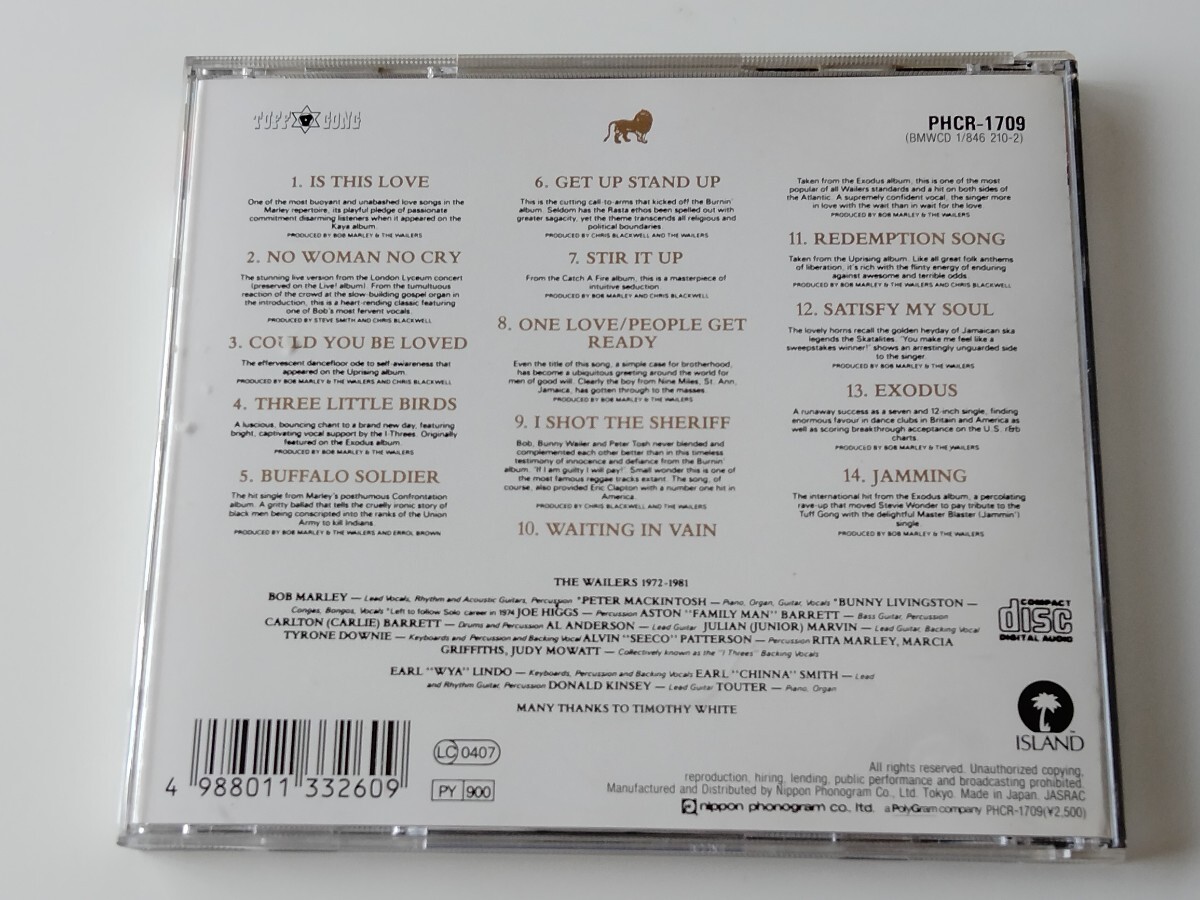 TUFF GONG
PHCR-1709
(BMWCD 1/846 210-2)
1. IS THIS LOVE
One of the most buoyant and unabashed love songs in the
Marley repertoire, its playful pledge of passionate
commitment disarming listeners when it appeared on the
Kaya album.
PRODUCED BY BOB MARLEY & THE WAILERS
2. NO WOMAN NO CRY
The stunning live version from the London Lyceum concert
(preserved on the Live! album). From the tumultuous
reaction of the crowd at the slow-building gospel organ in
the introduction, this is a heart-rending classic featuring
one of Bob's most fervent vocals.
PRODUCED BY STEVE SMITH AND CHRIS BLACKWELL
3. COULD YOU BE LOVED
The effervescent dancefloor ode to self-awareness that
appeared on the Uprising album.
PRODUCED BY BOB MARLEY & THE WAILERS AND CHRIS BLACKWELL
4. THREE LITTLE BIRDS
A luscious, bouncing chant to a brand new day, featuring
bright, captivating vocal support by the I-Threes. Originally
featured on the Exodus album.
PRODUCED BY BOB MARLEY & THE WAILERS
5. BUFFALO SOLDIER
The hit single from Marley's posthumous Confrontation
album. A gritty ballad that tells the cruelly ironic story of
black men being conscripted into the ranks of the Union
Army to kill Indians.
PRODUCED BY BOB MARLEY & THE WAILERS AND ERROL BROWN
6. GET UP STAND UP
This is the cutting call-to-arms that kicked off the Burnin'
album. Seldom has the Rasta ethos been spelled out with
greater sagacity, yet the theme transcends all religious and
political boundaries.
PRODUCED BY CHRIS BLACKWELL AND THE WAILERS
7. STIR IT UP
From the Catch A Fire album, this is a masterpiece of
intuitive seduction.
PRODUCED BY BOB MARLEY AND CHRIS BLACKWELL
8. ONE LOVE/PEOPLE GET
READY
Even the title of this song, a simple case for brotherhood,
has become a ubiquitous greeting around the world for
men of good will. Clearly the boy from Nine Miles, St. Ann,
Jamaica, has gotten through to the masses.
PRODUCED BY BOB MARLEY & THE WAILERS
9. I SHOT THE SHERIFF
Bob, Bunny Wailer and Peter Tosh never blended and
complemented each other better than in this timeless
testimony of innocence and defiance from the Burnin'
album. 'If I am guilty I will pay!'. Small wonder this is one of
the most famous reggae tracks extant. The song, of
course, also provided Eric Clapton with a number one hit in
America.
PRODUCED BY CHRIS BLACKWELL AND THE WAILERS
10. WAITING IN VAIN
Taken from the Exodus album, this is one of the most
popular of all Wailers standards and a hit on both sides of
the Atlantic. A supremely confident vocal, the singer more
in love with the wait than in wait for the love.
PRODUCED BY BOB MARLEY & THE WAILERS
11. REDEMPTION SONG
Taken from the Uprising album. Like all great folk anthems
of liberation, it's rich with the flinty energy of enduring
against awesome and terrible odds.
PRODUCED BY BOB MARLEY & THE WAILERS AND CHRIS BLACKWELL
12. SATISFY MY SOUL
The lovely horns recall the golden heyday of Jamaican ska
legends the Skatalites. 'You make me feel like a
sweepstakes winner!' shows an arrestingly unguarded side
to the singer.
PRODUCED BY BOB MARLEY & THE WAILERS
13. EXODUS
A runaway success as a seven and 12-inch single, finding
enormous favour in dance clubs in Britain and America as
well as scoring breakthrough acceptance on the U.S. r&b
charts.
PRODUCED BY BOB MARLEY & THE WAILERS
14. JAMMING
The international hit from the Exodus album, a percolating
rave-up that moved Stevie Wonder to pay tribute to the
Tuff Gong with the delightful Master Blaster (Jammin')
single.
PRODUCED BY BOB MARLEY & THE WAILERS
THE WAILERS 1972-1981
BOB MARLEY — Lead Vocals, Rhythm and Acoustic Guitars, Percussion *PETER MACKINTOSH — Piano, Organ, Guitar, Vocals *BUNNY LIVINGSTON —
Congas, Bongos, Vocals *Left to follow Solo career in 1974 JOE HIGGS — Percussion ASTON "FAMILY MAN" BARRETT — Bass Guitar, Percussion
CARLTON (CARLIE) BARRETT — Drums and Percussion AL ANDERSON — Lead Guitar JULIAN (JUNIOR) MARVIN — Lead Guitar, Backing Vocal
TYRONE DOWNIE — Keyboards and Percussion and Backing Vocal ALVIN "SEECO" PATTERSON — Percussion RITA MARLEY, MARCIA
GRIFFITHS, JUDY MOWATT — Collectively known as the "I Threes" Backing Vocals
EARL "WYA" LINDO — Keyboards, Percussion and Backing Vocals EARL "CHINNA" SMITH — Lead
and Rhythm Guitar, Percussion DONALD KINSEY — Lead Guitar TOUTER — Piano, Organ
MANY THANKS TO TIMOTHY WHITE
COMPACT
disc
DIGITAL AUDIO
ISLAND
™
4 988011 332609
LC 0407
PY 900
All rights reserved. Unauthorized copying,
reproduction, hiring, lending, public performance and broadcasting prohibited.
Manufactured and Distributed by Nippon Phonogram Co., Ltd. Tokyo. Made in Japan. JASRAC
nippon phonogram co., ltd. a PolyGram company PHCR-1709(¥2,500)